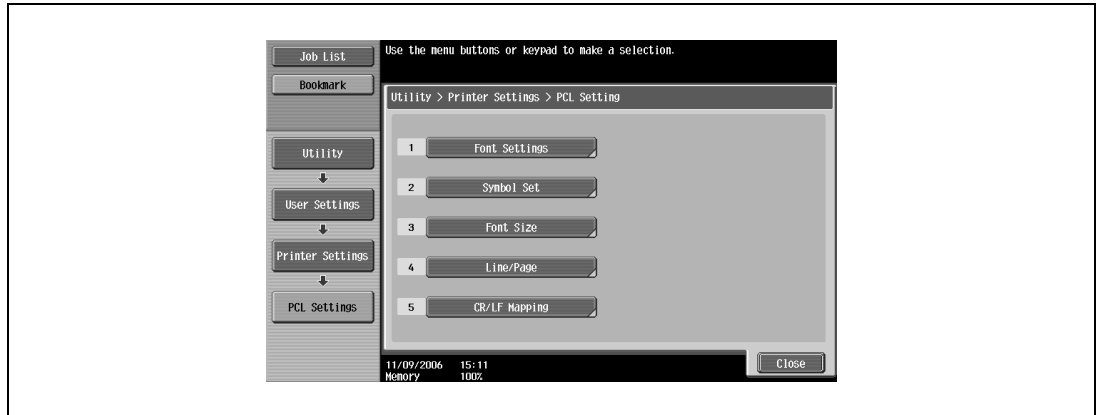 Job List
Use the menu buttons or keypad to make a selection.
Bookmark
Utility > Printer Settings > PCL Setting
Utility
User Settings
Printer Settings
PCL Settings
1 Font Settings
2 Symbol Set
3 Font Size
4 Line/Page
5 CR/LF Mapping
11/09/2006 15:11
Memory 100%
Close